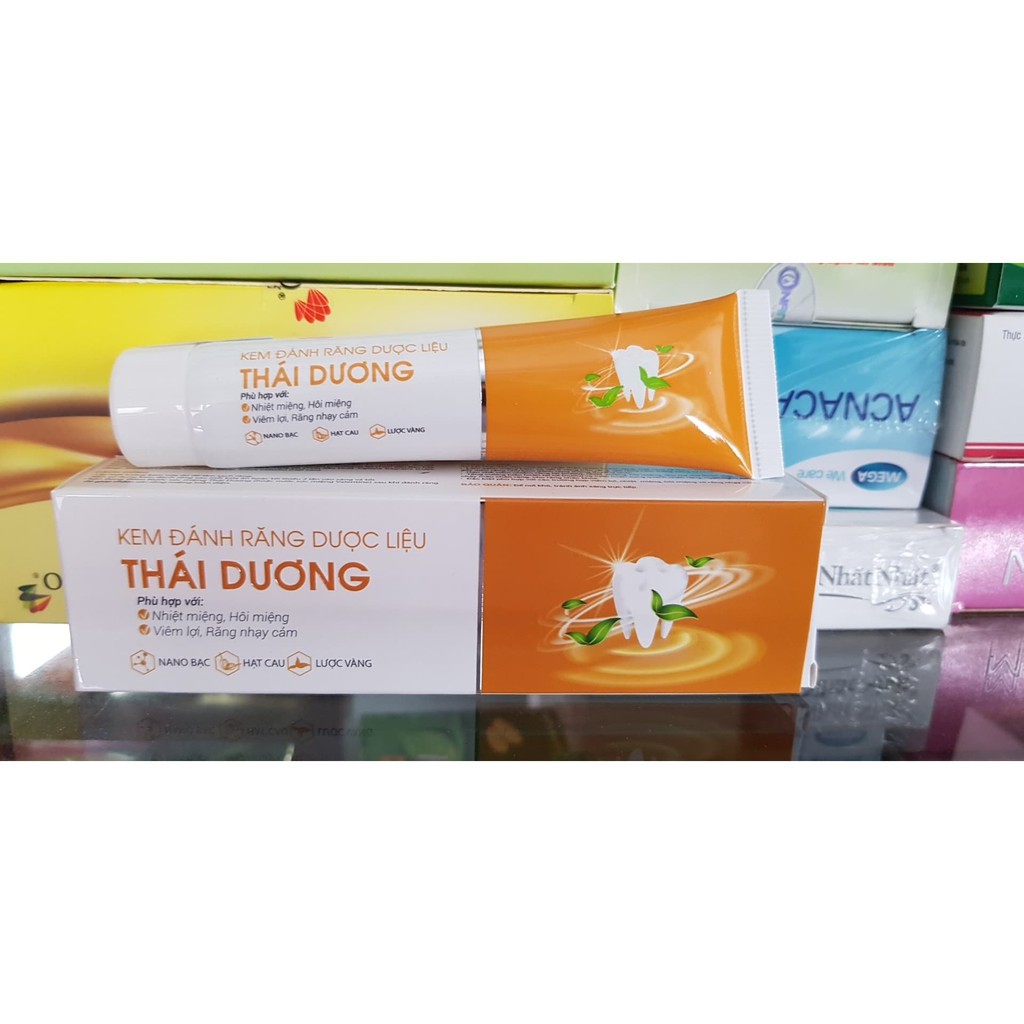 KEM ĐÁNH RĂNG DƯỢC LIỆU
THÁI DƯƠNG
Phù hợp với:
Nhiệt miệng, Hôi miệng
Viêm lợi, Răng nhạy cảm
NANO BẠC HẠT CAU LƯỢC VÀNG
KEM ĐÁNH RĂNG DƯỢC LIỆU
THÁI DƯƠNG
Phù hợp với:
Nhiệt miệng, Hôi miệng
Viêm lợi, Răng nhạy cảm
NANO BẠC HẠT CAU LƯỢC VÀNG
Thực
ACNACA
MEGA We care
Nhất Nhất